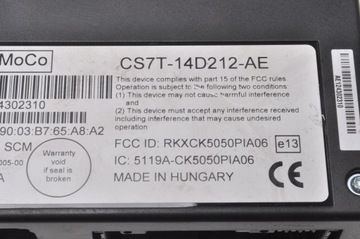 MoCo
CS7T-14D212-AE
This device complies with part 15 of the FCC rules.
Operation is subject to the following two conditions:
(1) This device may not cause harmful
interference and
(2) This device must accept any interference received
including interference that may cause undesired
operation
4302310
90:03:B7:65:A8:A2
SCM
005-00
A
Warranty
void
if seal is
broken
FCC ID: RKXCK5050PIA06
e13
IC: 5119A-CK5050PIA06
MADE IN HUNGARY
CE